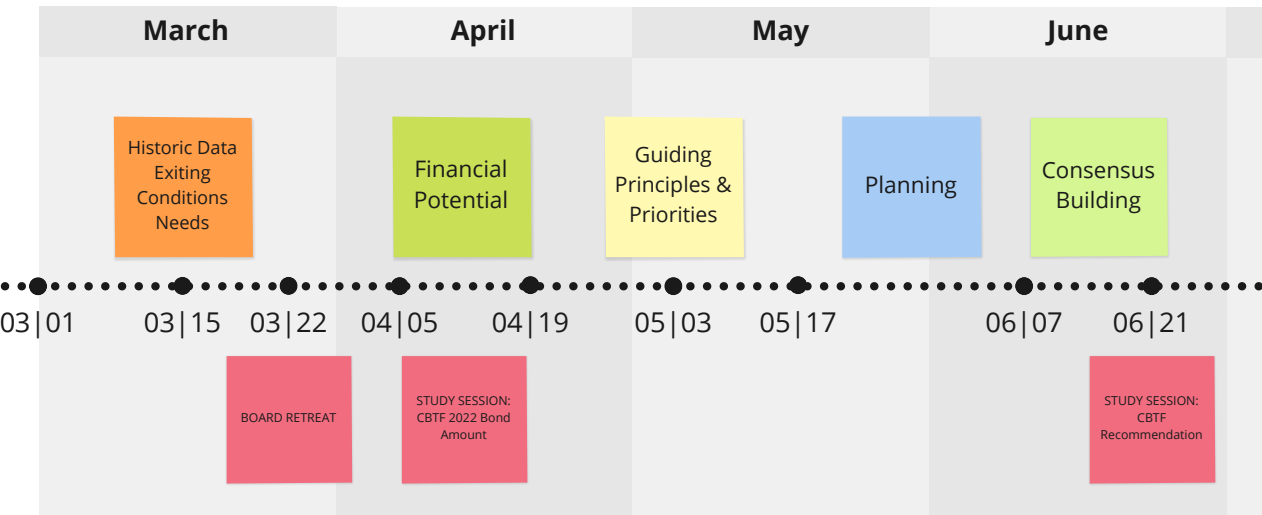 March
April
May
June
Historic Data
Exiting
Conditions
Needs
Financial
Potential
Guiding
Principles &
Priorities
Planning
Consensus
Building
03|01
03|15
03|22
04|05
04|19
05|03
05|17
06|07
06|21
BOARD RETREAT
STUDY SESSION:
CBTF 2022 Bond
Amount
STUDY SESSION:
CBTF
Recommendation